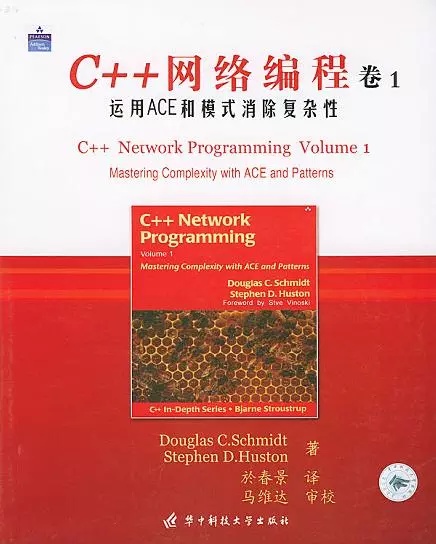 PEARSON
Addison
Wesley
C++网络编程 卷1
运用ACE和模式消除复杂性
C++ Network Programming Volume 1
Mastering Complexity with ACE and Patterns
C++ Network
Programming
Volume 1
Mastering Complexity with ACE and Patterns
Douglas C. Schmidt
Stephen D. Huston
Foreword by Stve Vinoski
C++ In-Depth Series • Bjarne Stroustrup
Douglas C.Schmidt
Stephen D.Huston 著
於春景 译
马维达 审校
华中科技大学出版社